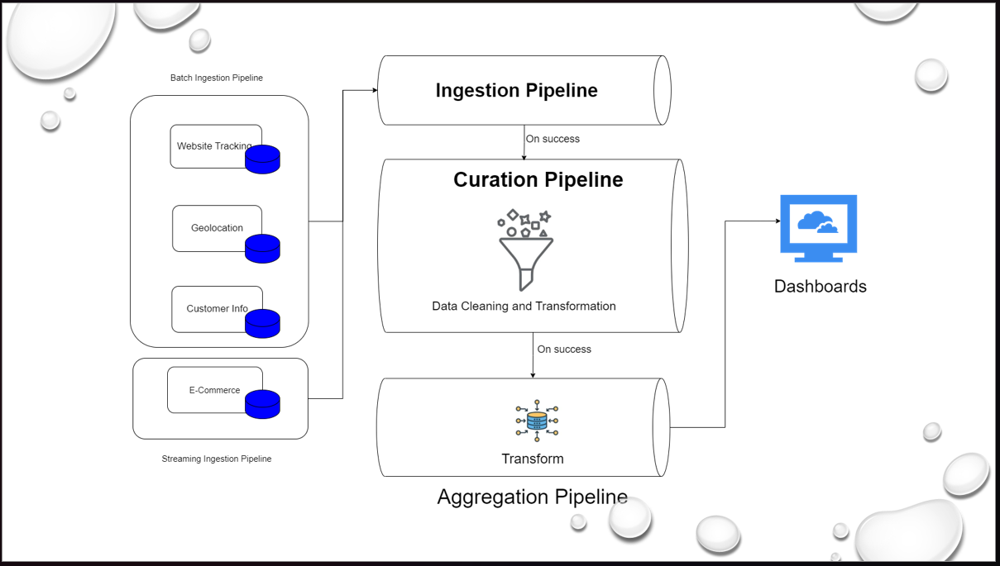 Batch Ingestion Pipeline
Website Tracking
Geolocation
Customer Info
E-Commerce
Streaming Ingestion Pipeline
Ingestion Pipeline
On success
Curation Pipeline
Data Cleaning and Transformation
On success
Transform
Aggregation Pipeline
Dashboards